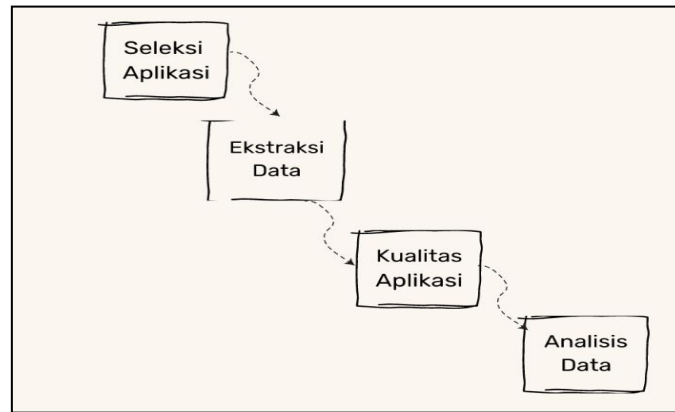 Seleksi
Aplikasi
Ekstraksi
Data
Kualitas
Aplikasi
Analisis
Data